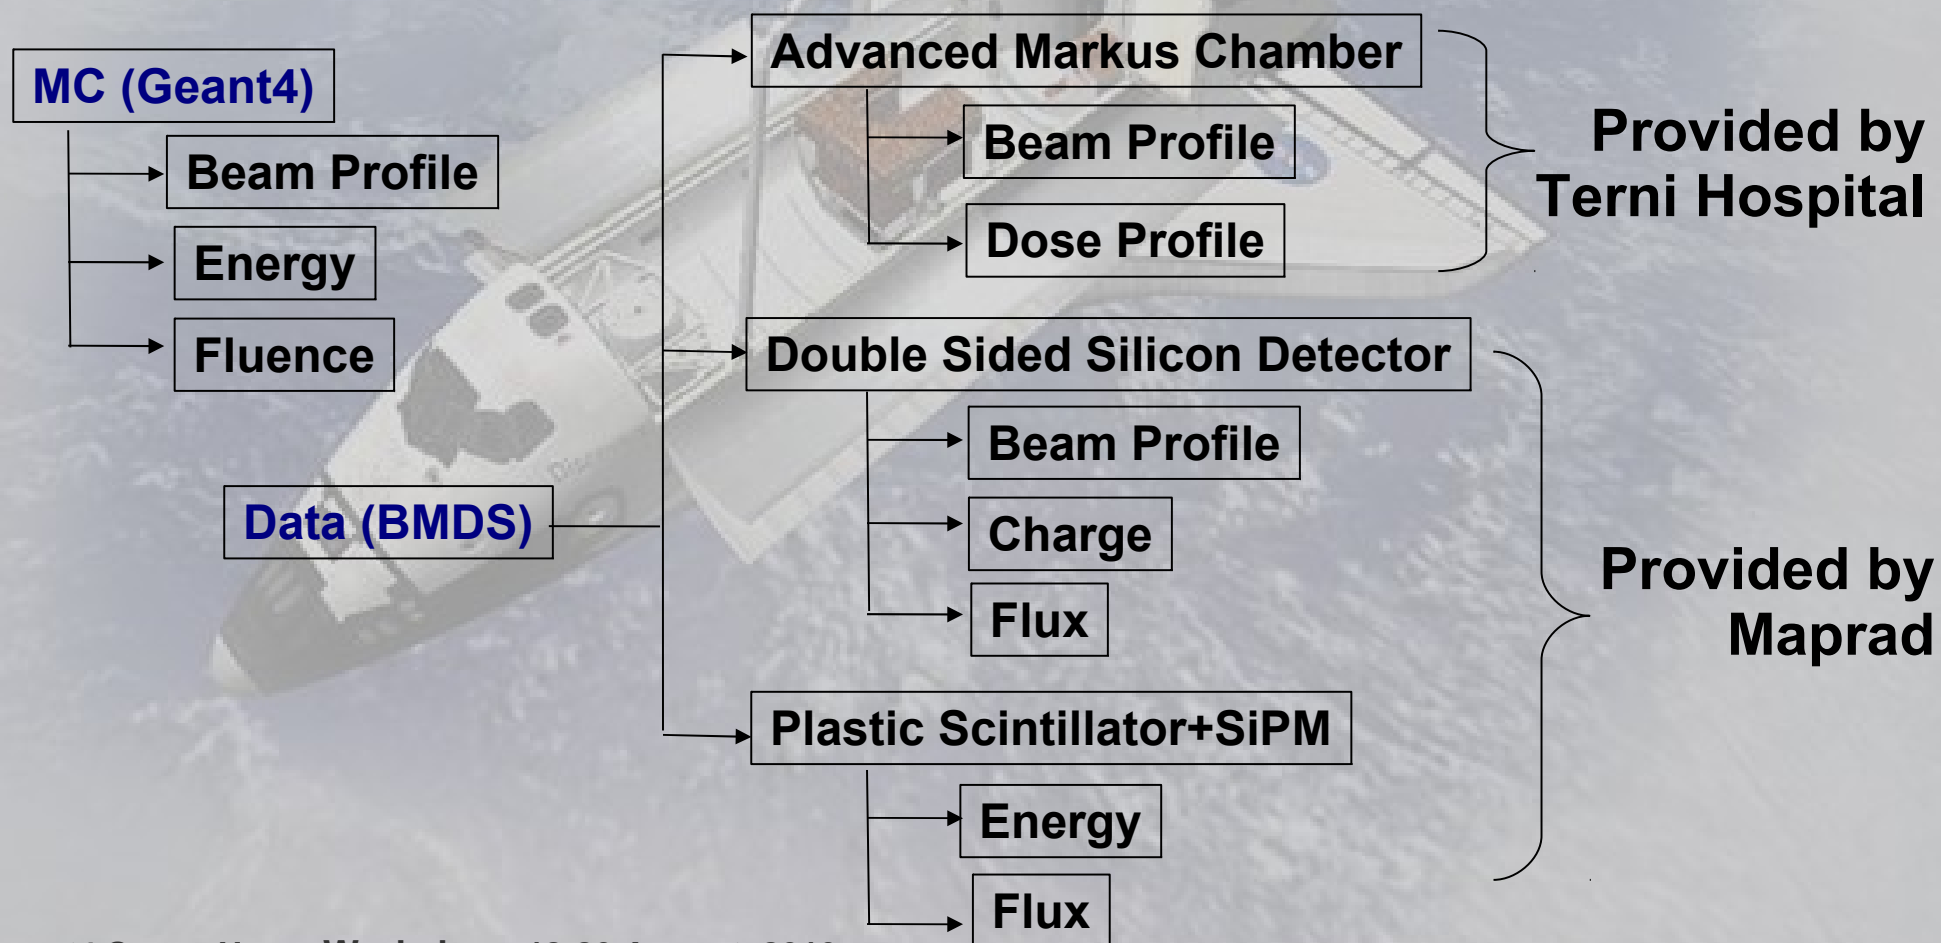 MC (Geant4)
Beam Profile
Energy
Fluence
Data (BMDS)
Advanced Markus Chamber
Beam Profile
Dose Profile
Provided by
Terni Hospital
Double Sided Silicon Detector
Beam Profile
Charge
Flux
Plastic Scintillator+SiPM
Energy
Flux
Provided by
Maprad